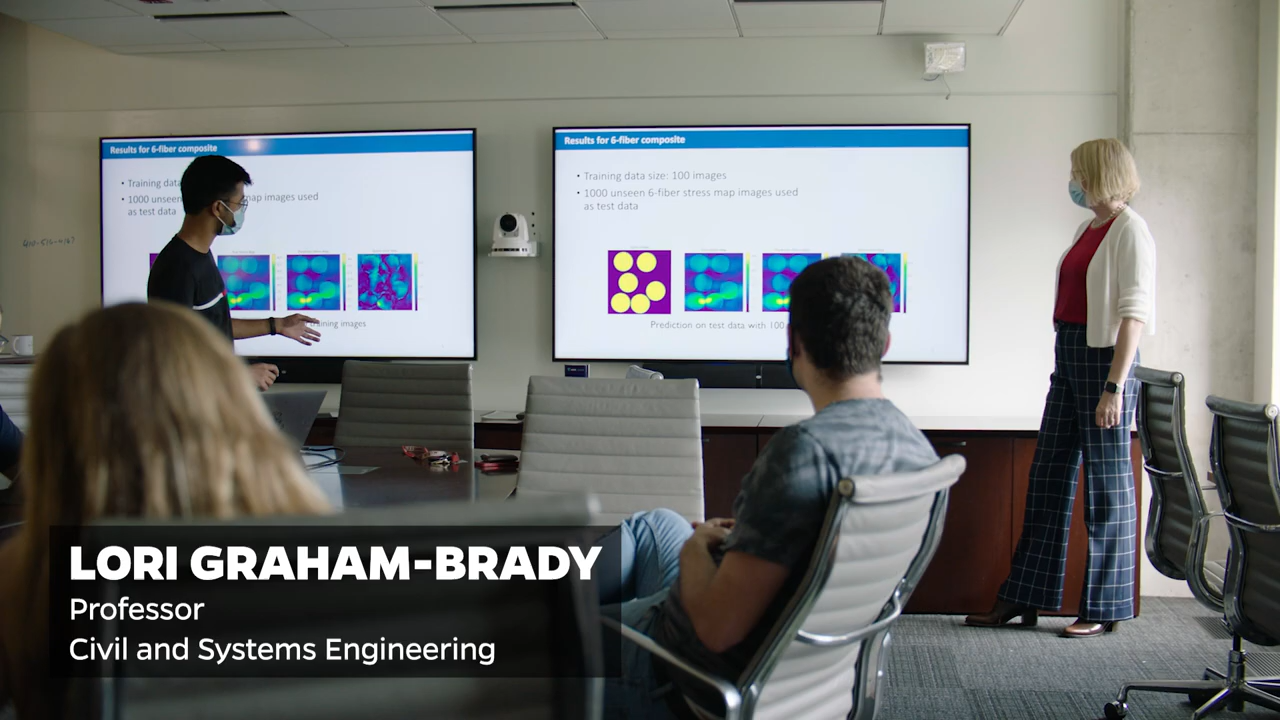 Results for 6-fiber composite
• Training data
• 1000 unseen map images used
as test data
training images
Results for 6-fiber composite
• Training data size: 100 images
• 1000 unseen 6-fiber stress map images used
as test data
Prediction on test data with 100
LORI GRAHAM-BRADY
Professor
Civil and Systems Engineering